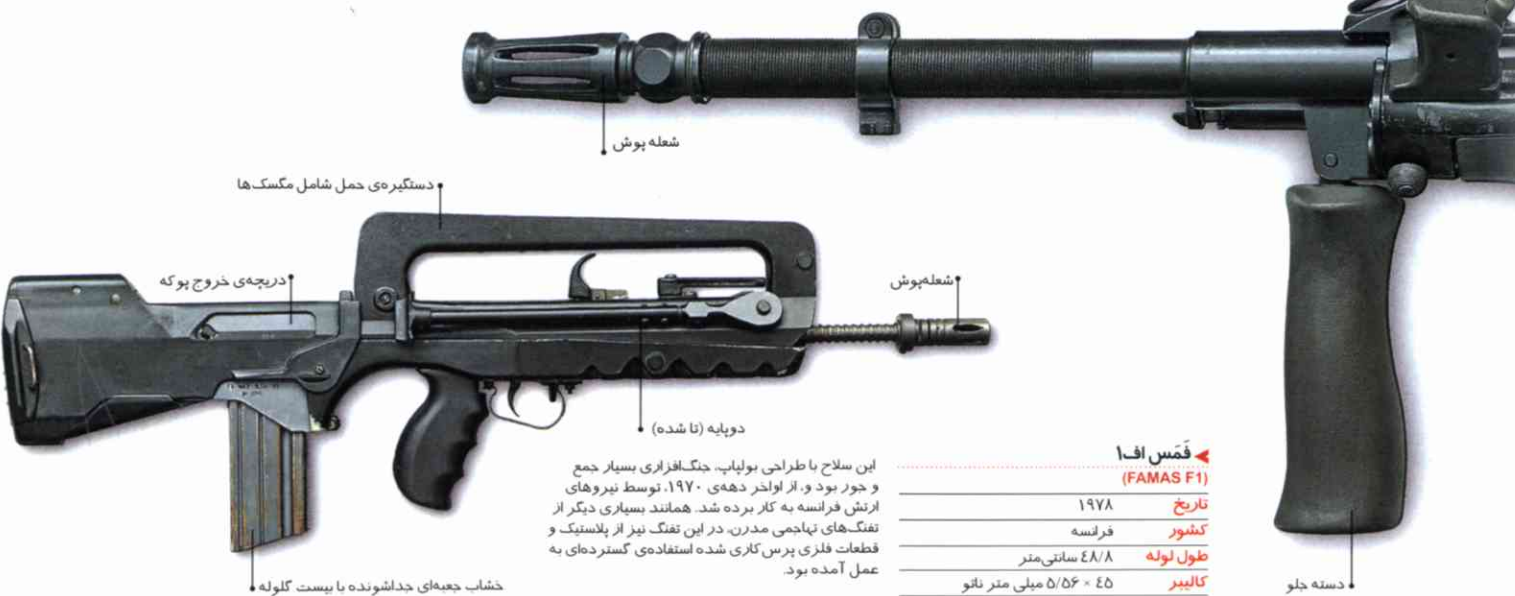 شعله پوش
دستگیره‌ی حمل شامل مگسک‌ها
دریچه‌ی خروج پوکه
شعله‌پوش
دوپایه (تا شده)
خشاب جعبه‌ای جداشونده با بیست گلوله
این سلاح با طراحی بولپاپ، جنگ‌افزاری بسیار جمع
و جور بود و، از اواخر دهه‌ی ۱۹۷۰، توسط نیروهای
ارتش فرانسه به کار برده شد. همانند بسیاری دیگر از
تفنگ‌های تهاجمی مدرن، در این تفنگ نیز از پلاستیک و
قطعات فلزی پرس‌کاری شده استفاده‌ی گسترده‌ای به
عمل آمده بود.
فَمَس اف۱
(FAMAS F1)
تاریخ ۱۹۷۸
کشور فرانسه
طول لوله ٤٨/٨ سانتی‌متر
کالیبر ٤٥ × ۵/۵۶ میلی متر ناتو
دسته جلو